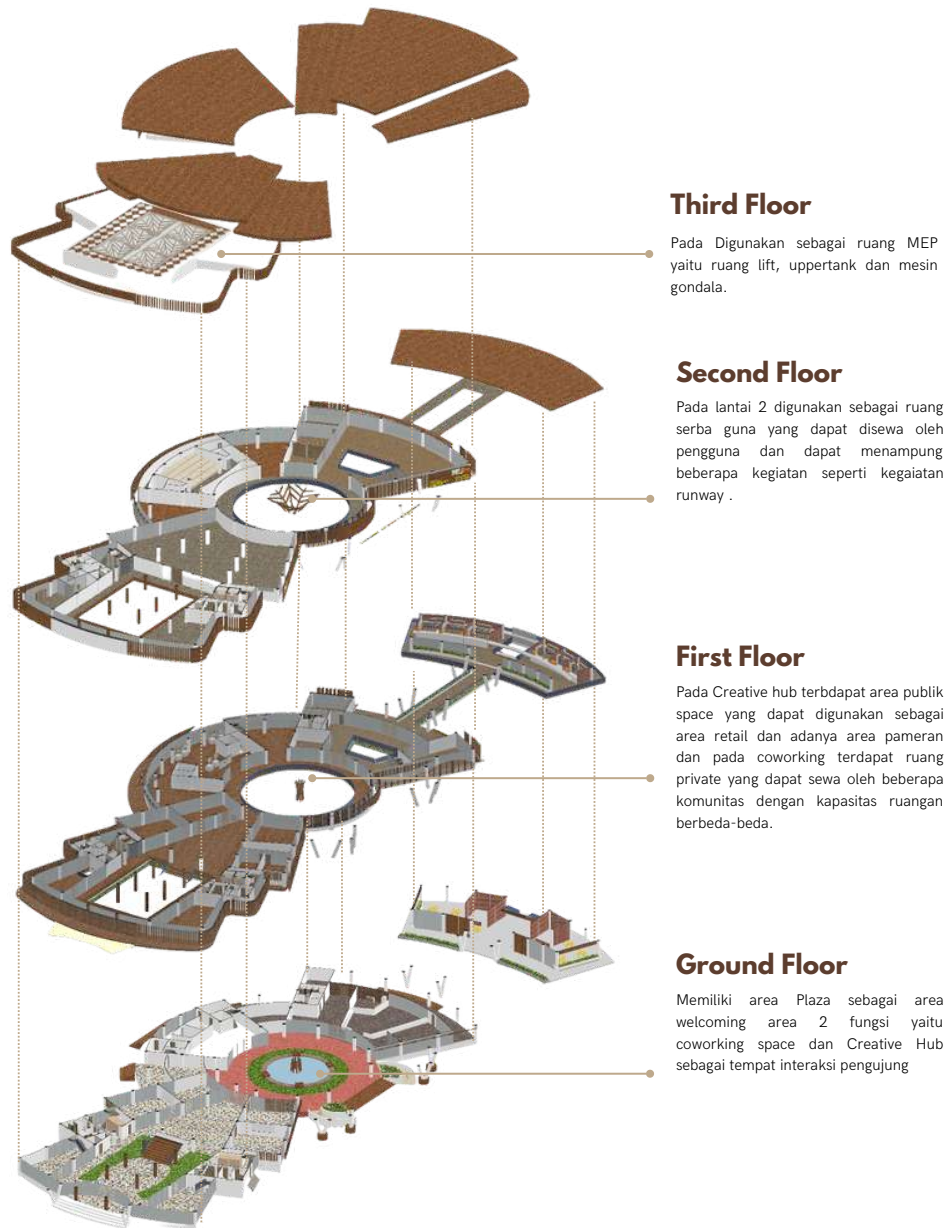 Third Floor
Pada Digunakan sebagai ruang MEP
yaitu ruang lift, uppertank dan mesin
gondala.
Second Floor
Pada lantai 2 digunakan sebagai ruang
serba guna yang dapat disewa oleh
pengguna dan dapat menampung
beberapa kegiatan seperti kegaiatan
runway .
First Floor
Pada Creative hub terbdapat area publik
space yang dapat digunakan sebagai
area retail dan adanya area pameran
dan pada coworking terdapat ruang
private yang dapat sewa oleh beberapa
komunitas dengan kapasitas ruangan
berbeda-beda.
Ground Floor
Memiliki area Plaza sebagai area
welcoming area 2 fungsi yaitu
coworking space dan Creative Hub
sebagai tempat interaksi pengujung